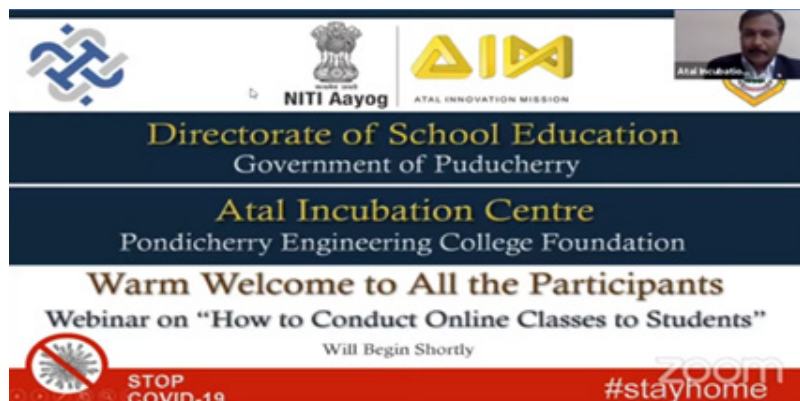 NITI Aayog
ATAL INNOVATION MISSION
Atal Incubatio...
Directorate of School Education
Government of Puducherry
Atal Incubation Centre
Pondicherry Engineering College Foundation
Warm Welcome to All the Participants
Webinar on “How to Conduct Online Classes to Students”
Will Begin Shortly
STOP
COVID-19
#stayhome
zoom